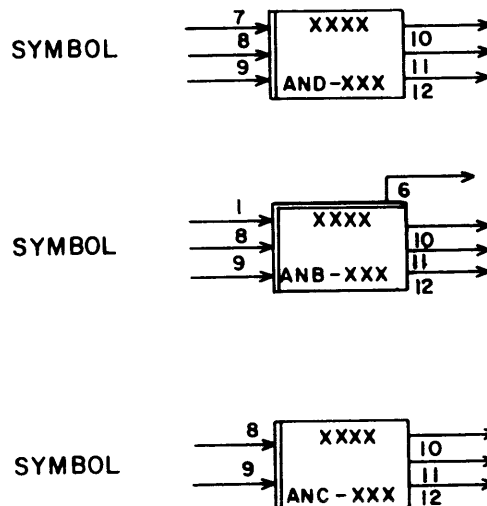 7
XXXX
SYMBOL 8 10
9 11
AND-XXX 12
6
1 XXXX
SYMBOL 8 10
9 11
ANB-XXX 12
8 XXXX
10
SYMBOL 9 11
ANC-XXX 12